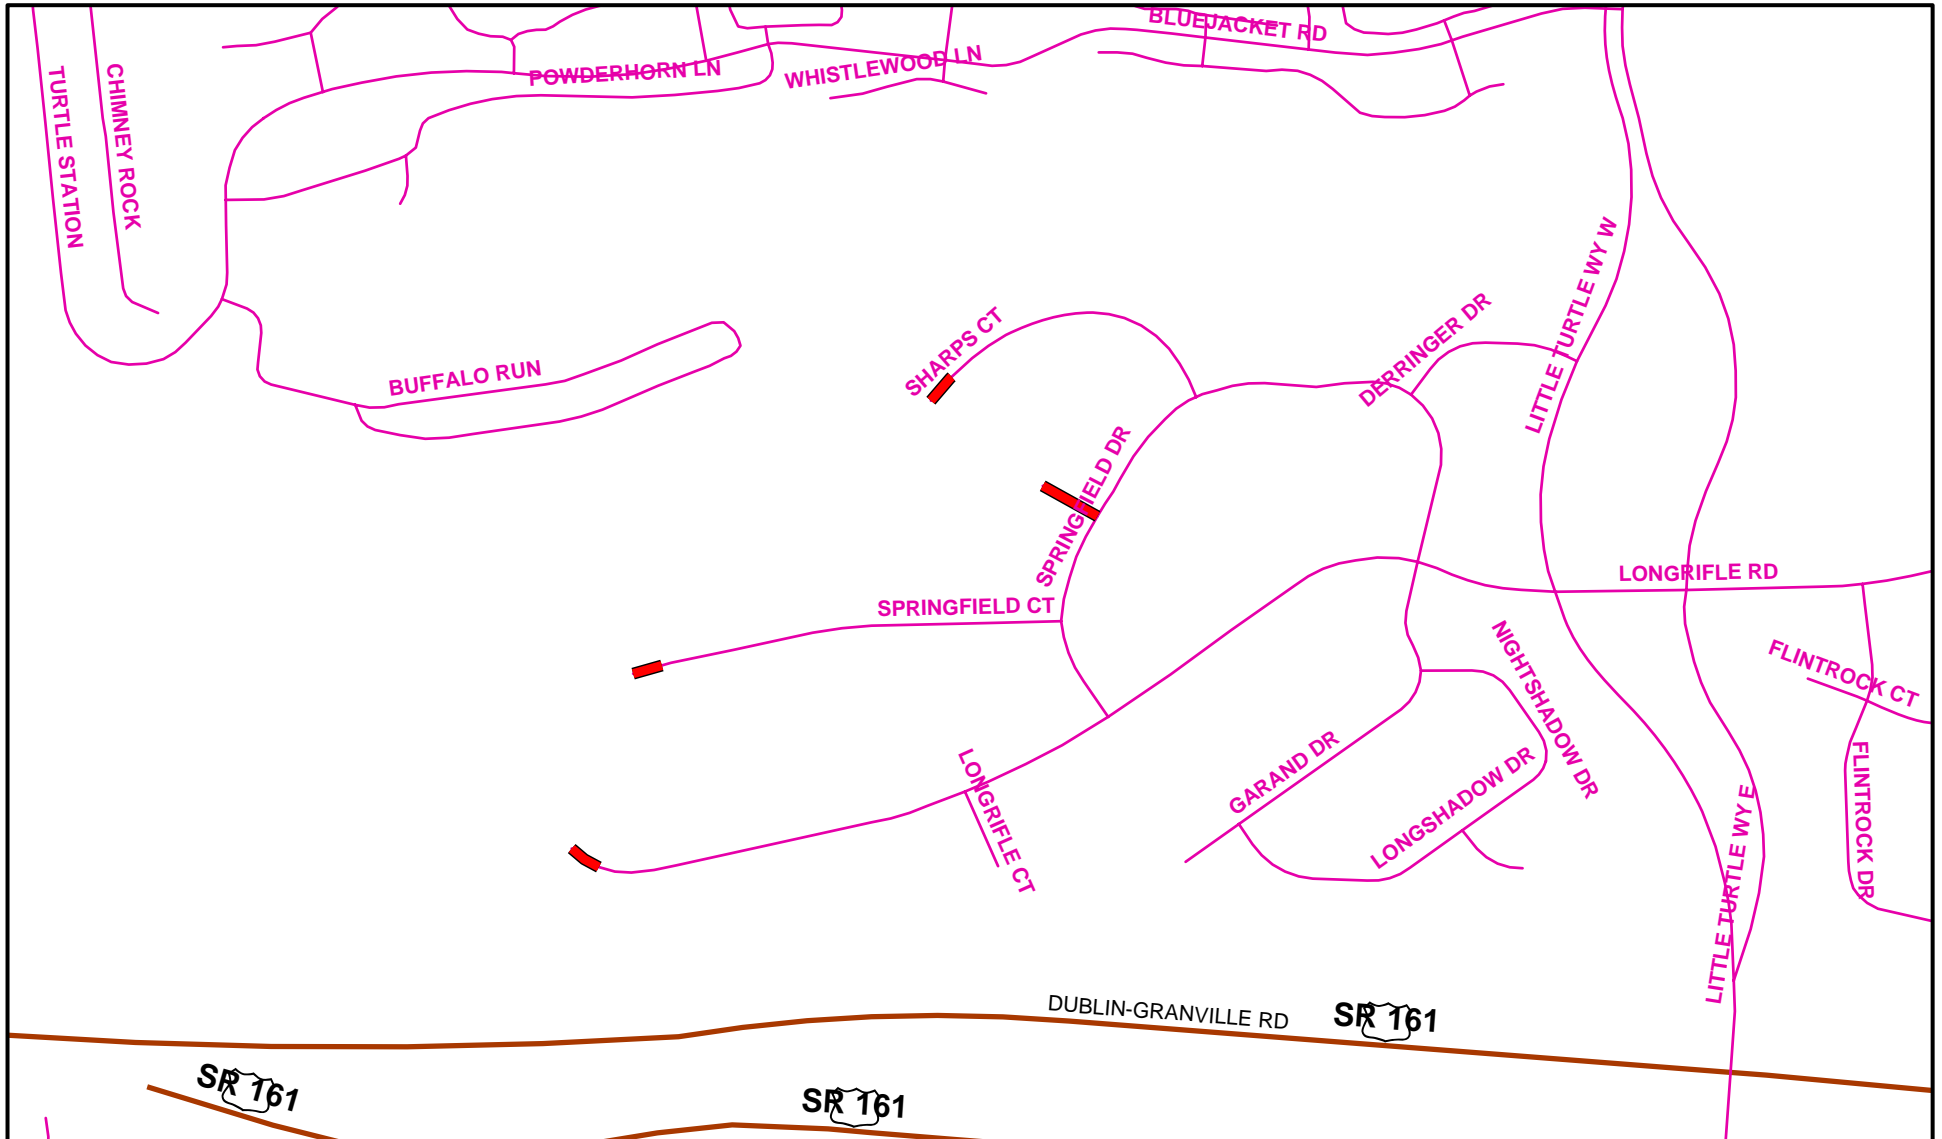 BLUEJACKET RD
WHISTLEWOOD LN
POWDERHORN LN
TURTLE STATION
CHIMNEY ROCK
LITTLE TURTLE WY W
SHARPS CT
DERRINGER DR
BUFFALO RUN
SPRINGFIELD DR
LONGRIFLE RD
SPRINGFIELD CT
NIGHTSHADOW DR
FLINTROCK CT
GARAND DR
LONGSHADOW DR
LONGRIFLE CT
FLINTROCK DR
LITTLE TURTLE WY E
DUBLIN-GRANVILLE RD
SR 161
SR 161
SR 161